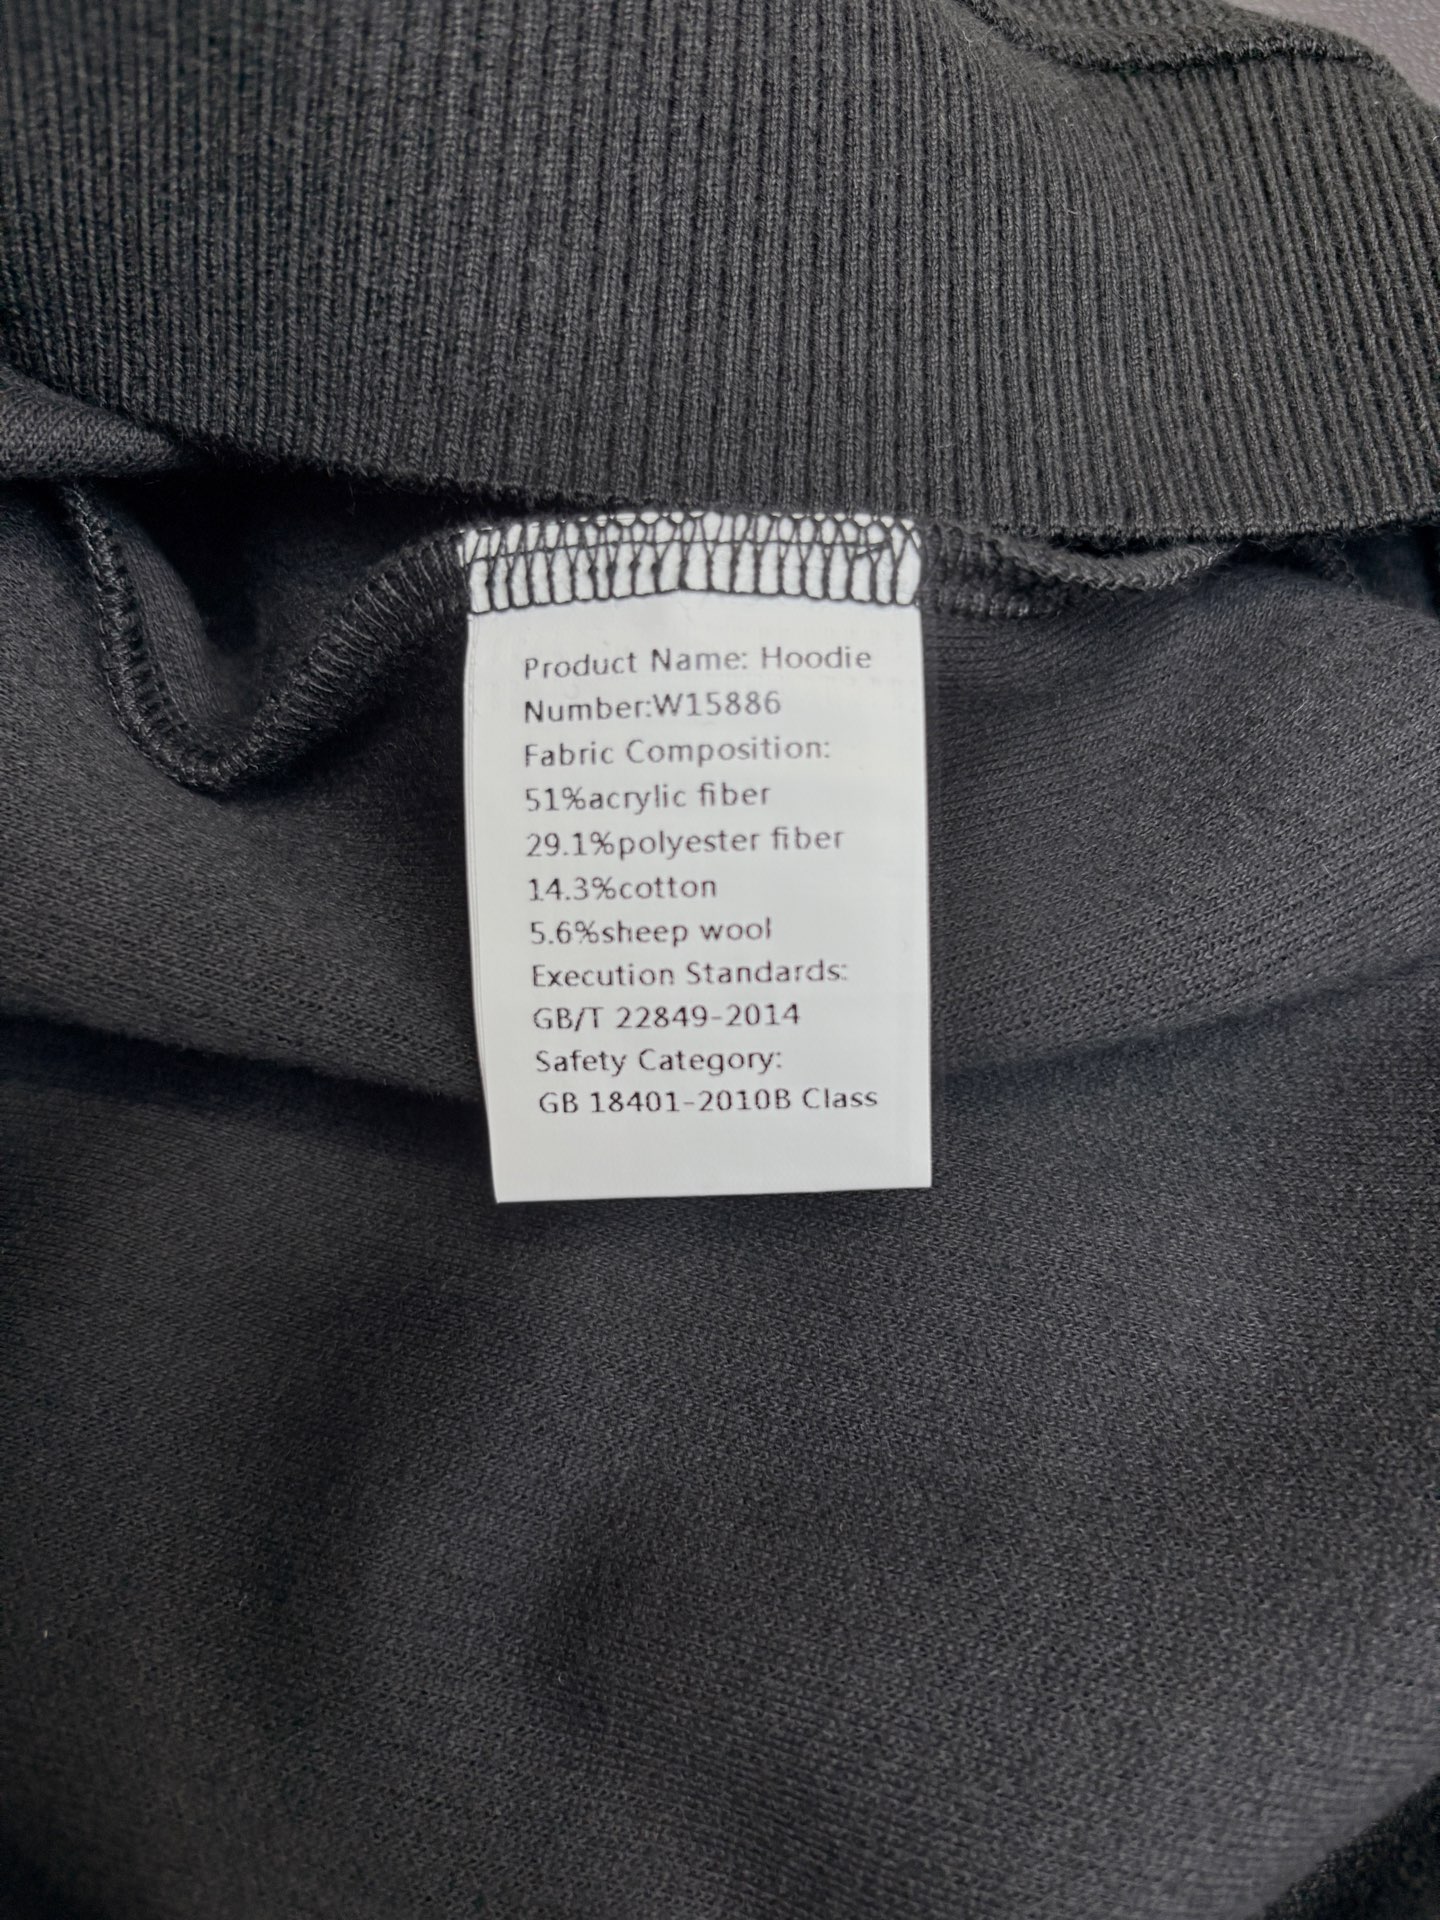 Product Name: Hoodie
Number:W15886
Fabric Composition:
51%acrylic fiber
29.1%polyester fiber
14.3%cotton
5.6%sheep wool
Execution Standards:
GB/T 22849-2014
Safety Category:
GB 18401-2010B Class